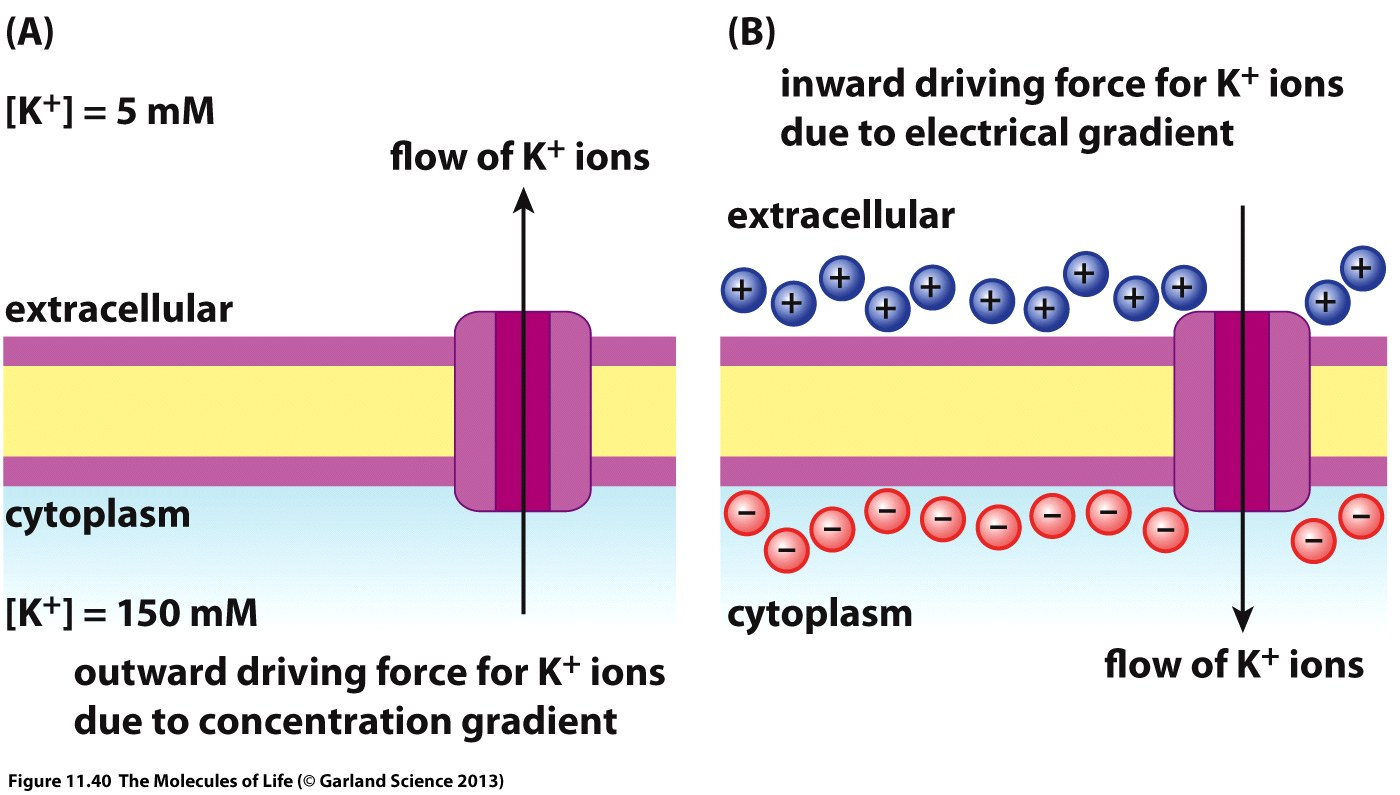 (A)
[K⁺] = 5 mM
flow of K⁺ ions
extracellular
cytoplasm
[K⁺] = 150 mM
outward driving force for K⁺ ions
due to concentration gradient
(B)
inward driving force for K⁺ ions
due to electrical gradient
extracellular
+ + + + + + + + + + + +
− − − − − − − − − − −
cytoplasm
flow of K⁺ ions
Figure 11.40 The Molecules of Life (© Garland Science 2013)